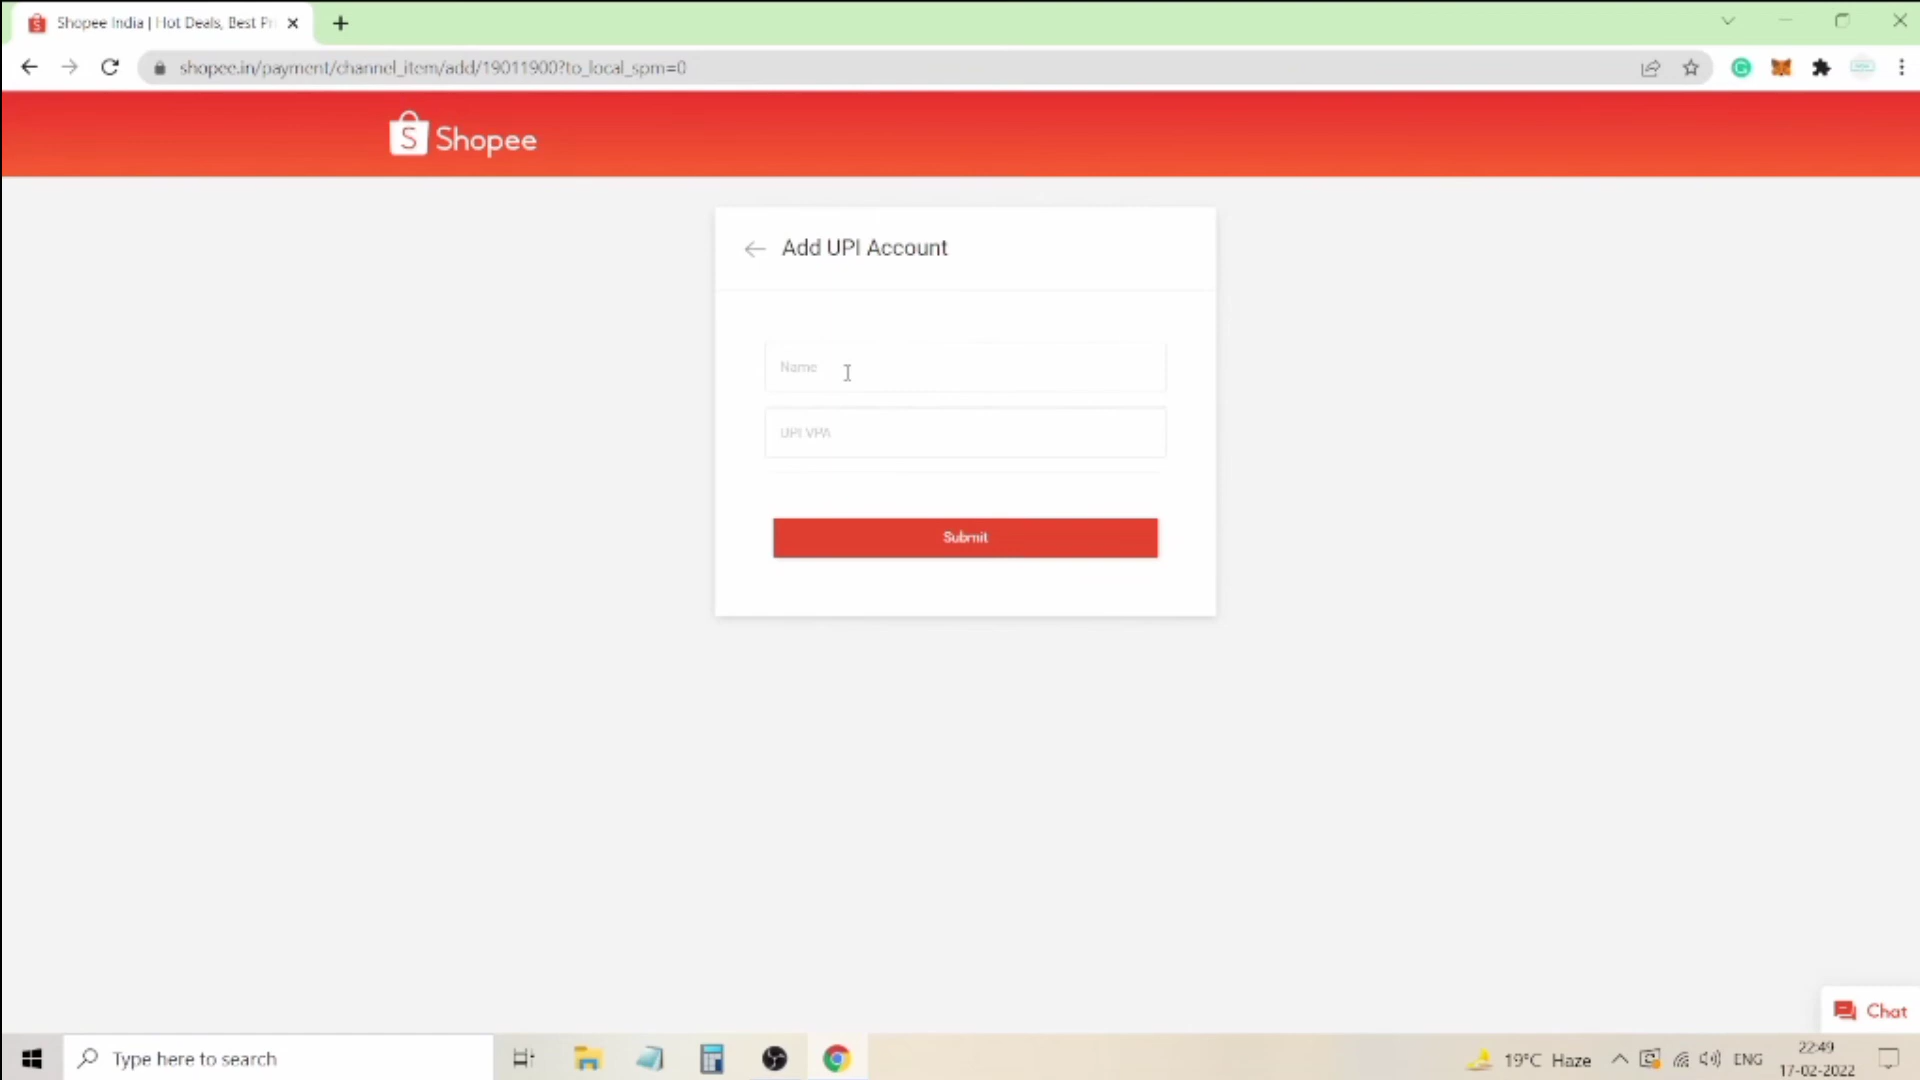 Shopee India | Hot Deals, Best Pr
shopee.in/payment/channel_item/add/19011900?to_local_spm=0
S Shopee
Add UPI Account
Name
UPI VPA
Submit
Chat
Type here to search
19°C Haze
ENG
22:49
17-02-2022